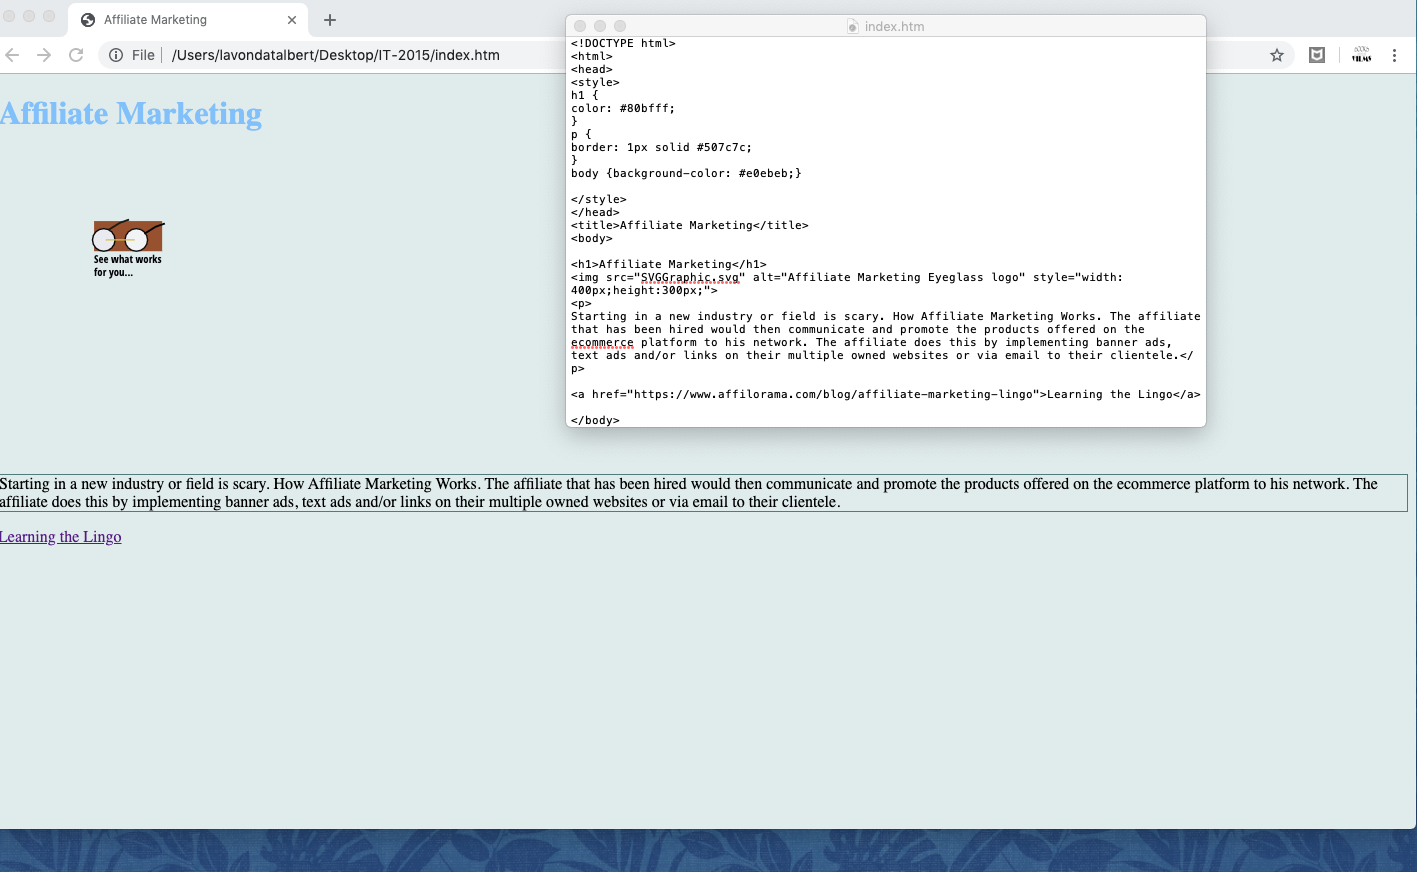 Affiliate Marketing
File
/Users/lavondatalbert/Desktop/IT-2015/index.htm
FILMS
Affiliate Marketing
See what works
for you...
index.htm
<!DOCTYPE html>
<html>
<head>
<style>
h1 {
color: #80bfff;
}
p {
border: 1px solid #507c7c;
}
body {background-color: #e0ebeb;}
</style>
</head>
<title>Affiliate Marketing</title>
<body>
<h1>Affiliate Marketing</h1>
<img src="SVGGraphic.svg" alt="Affiliate Marketing Eyeglass logo" style="width:
400px;height:300px;">
<p>
Starting in a new industry or field is scary. How Affiliate Marketing Works. The affiliate
that has been hired would then communicate and promote the products offered on the
ecommerce platform to his network. The affiliate does this by implementing banner ads,
text ads and/or links on their multiple owned websites or via email to their clientele.</
p>
<a href="https://www.affilorama.com/blog/affiliate-marketing-lingo">Learning the Lingo</a>
</body>
Starting in a new industry or field is scary. How Affiliate Marketing Works. The affiliate that has been hired would then communicate and promote the products offered on the ecommerce platform to his network. The
affiliate does this by implementing banner ads, text ads and/or links on their multiple owned websites or via email to their clientele.
Learning the Lingo